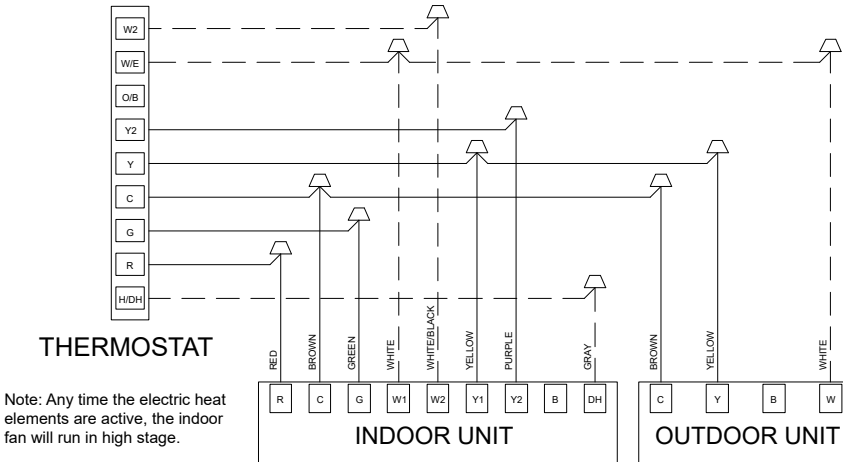 W2
W/E
O/B
Y2
Y
C
G
R
H/DH
THERMOSTAT
Note: Any time the electric heat
elements are active, the indoor
fan will run in high stage.
RED
BROWN
GREEN
WHITE
WHITE/BLACK
YELLOW
PURPLE
GRAY
BROWN
YELLOW
WHITE
R C G W1 W2 Y1 Y2 B DH
C Y B W
INDOOR UNIT
OUTDOOR UNIT